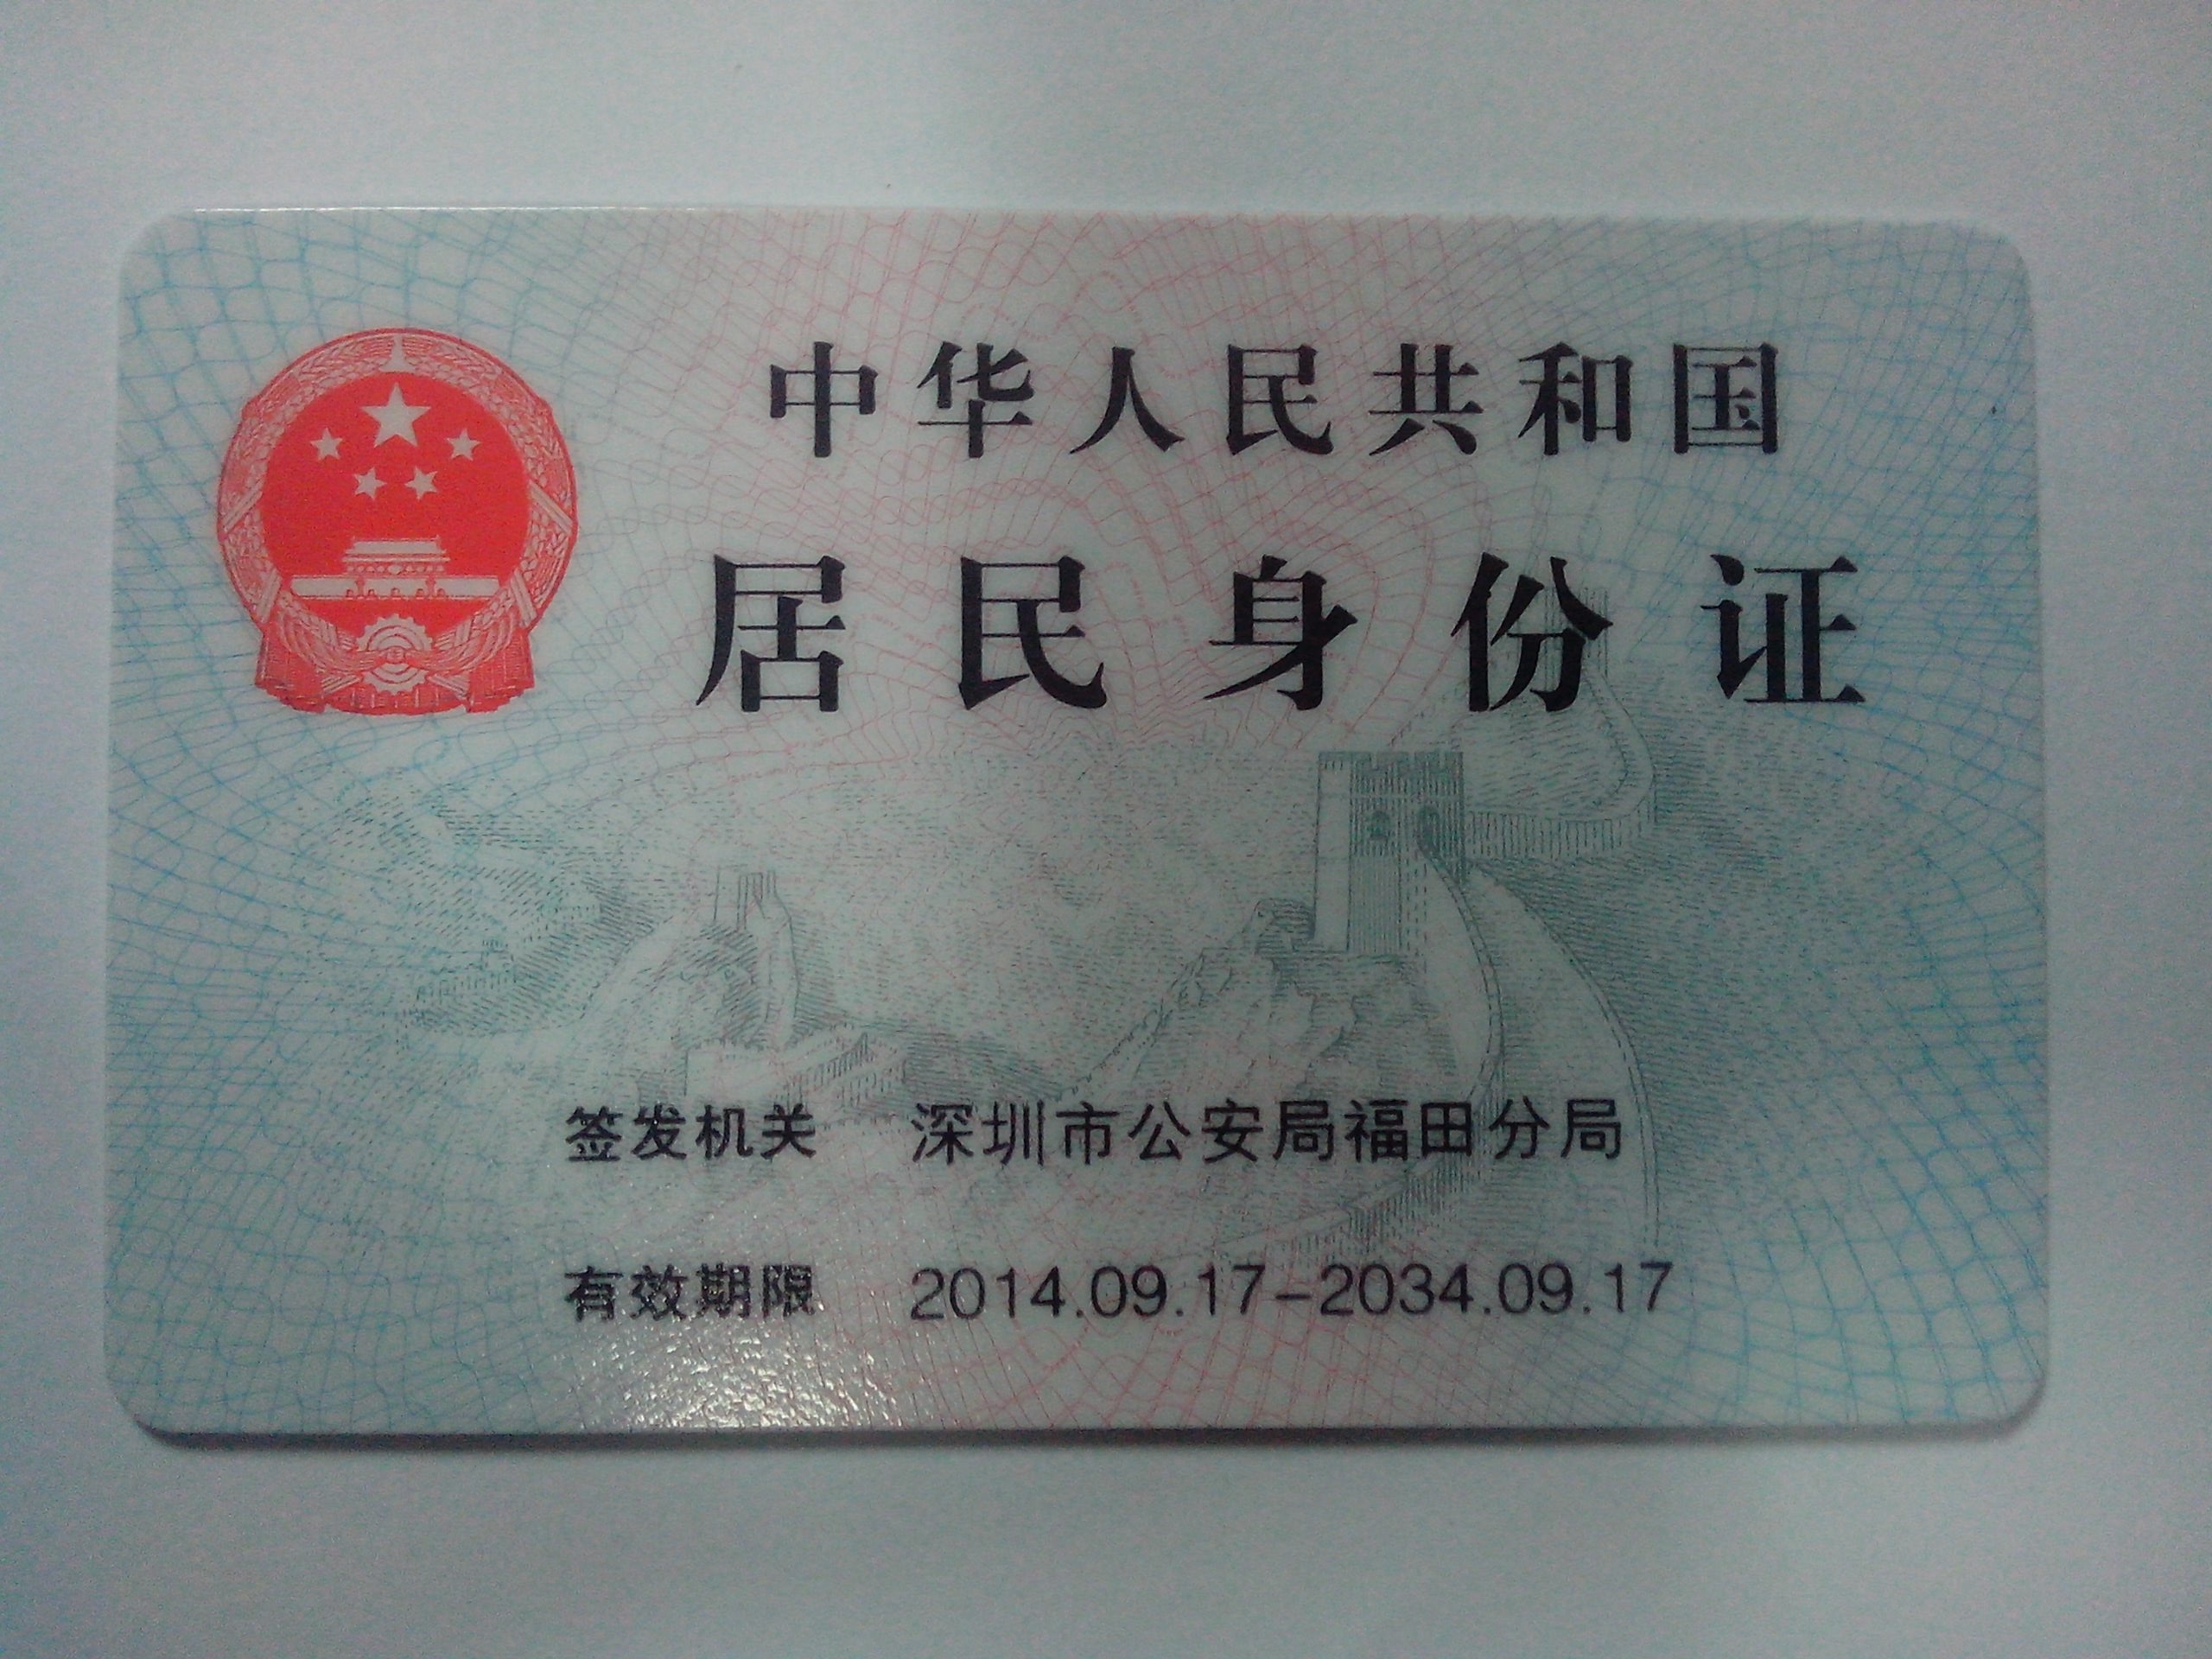 中华人民共和国
居民身份证
签发机关 深圳市公安局福田分局
有效期限 2014.09.17-2034.09.17